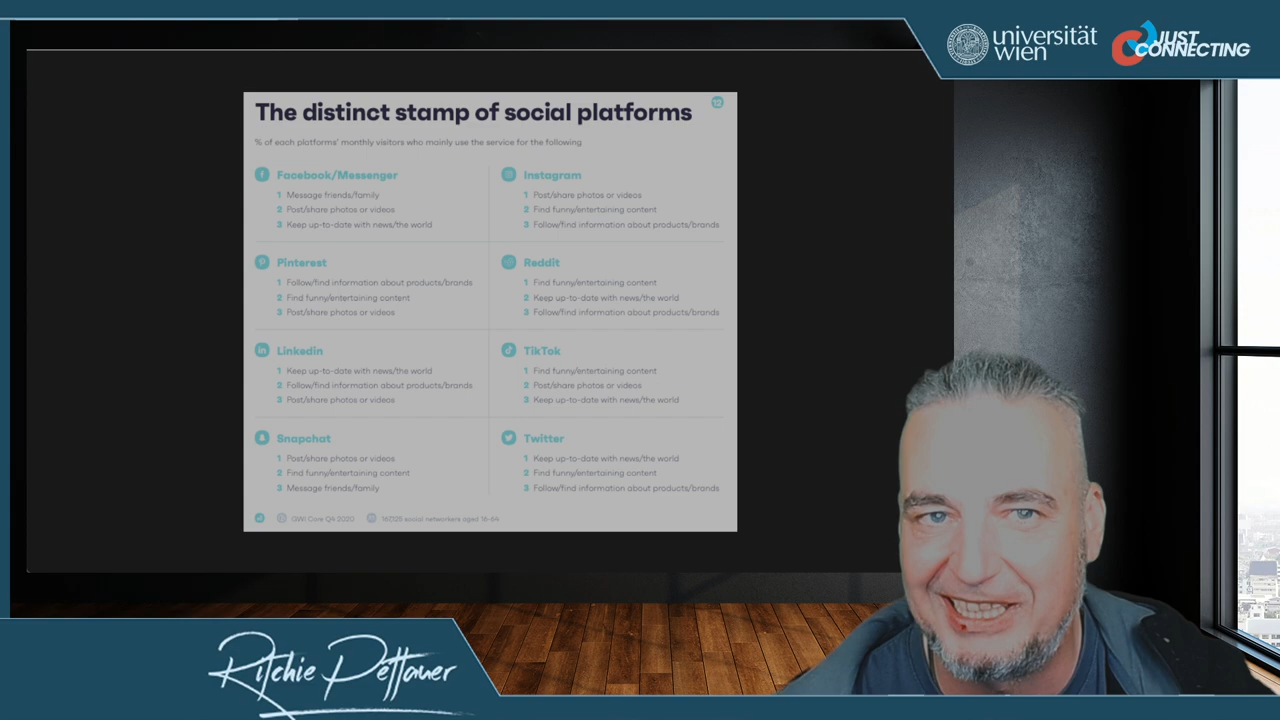 universität
wien
JUST
CONNECTING
The distinct stamp of social platforms
12
% of each platforms' monthly visitors who mainly use the service for the following
Facebook/Messenger
1 Message friends/family
2 Post/share photos or videos
3 Keep up-to-date with news/the world
Instagram
1 Post/share photos or videos
2 Find funny/entertaining content
3 Follow/find information about products/brands
Pinterest
1 Follow/find information about products/brands
2 Find funny/entertaining content
3 Post/share photos or videos
Reddit
1 Find funny/entertaining content
2 Keep up-to-date with news/the world
3 Follow/find information about products/brands
Linkedin
1 Keep up-to-date with news/the world
2 Follow/find information about products/brands
3 Post/share photos or videos
TikTok
1 Find funny/entertaining content
2 Post/share photos or videos
3 Keep up-to-date with news/the world
Snapchat
1 Post/share photos or videos
2 Find funny/entertaining content
3 Message friends/family
Twitter
1 Keep up-to-date with news/the world
2 Find funny/entertaining content
3 Follow/find information about products/brands
GWI Core Q4 2020
social networkers aged 16-64
Ritchie Pettauer